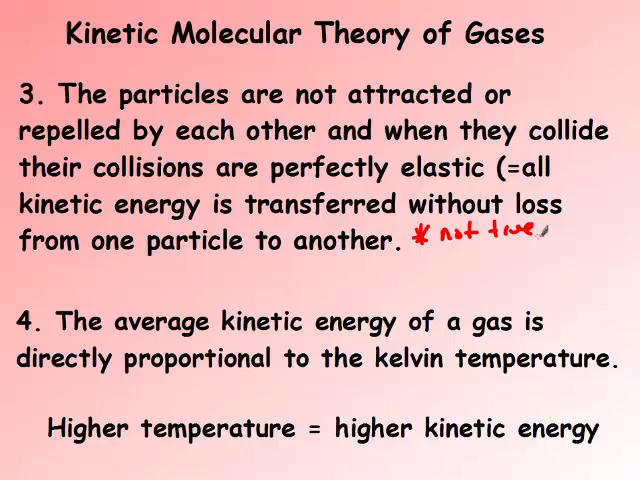 Kinetic Molecular Theory of Gases
3. The particles are not attracted or
repelled by each other and when they collide
their collisions are perfectly elastic (=all
kinetic energy is transferred without loss
from one particle to another. * not true
4. The average kinetic energy of a gas is
directly proportional to the kelvin temperature.
Higher temperature = higher kinetic energy